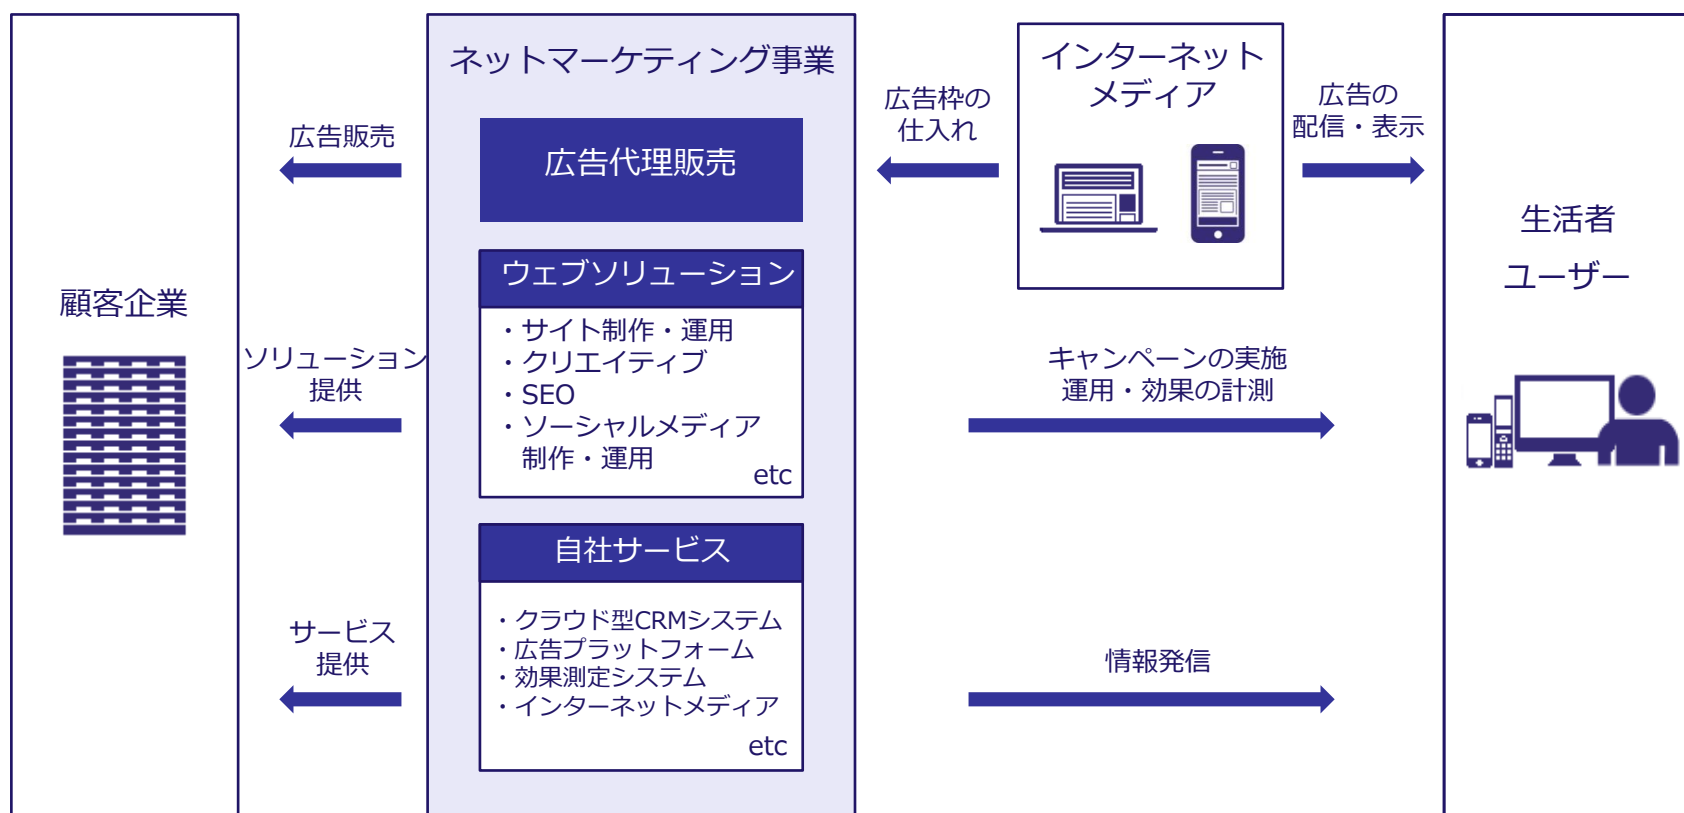 顧客企業
広告販売
ソリューション
提供
サービス
提供
ネットマーケティング事業
広告代理販売
ウェブソリューション
・サイト制作・運用
・クリエイティブ
・SEO
・ソーシャルメディア
制作・運用
etc
自社サービス
・クラウド型CRMシステム
・広告プラットフォーム
・効果測定システム
・インターネットメディア
etc
広告枠の
仕入れ
インターネット
メディア
広告の
配信・表示
キャンペーンの実施
運用・効果の計測
情報発信
生活者
ユーザー